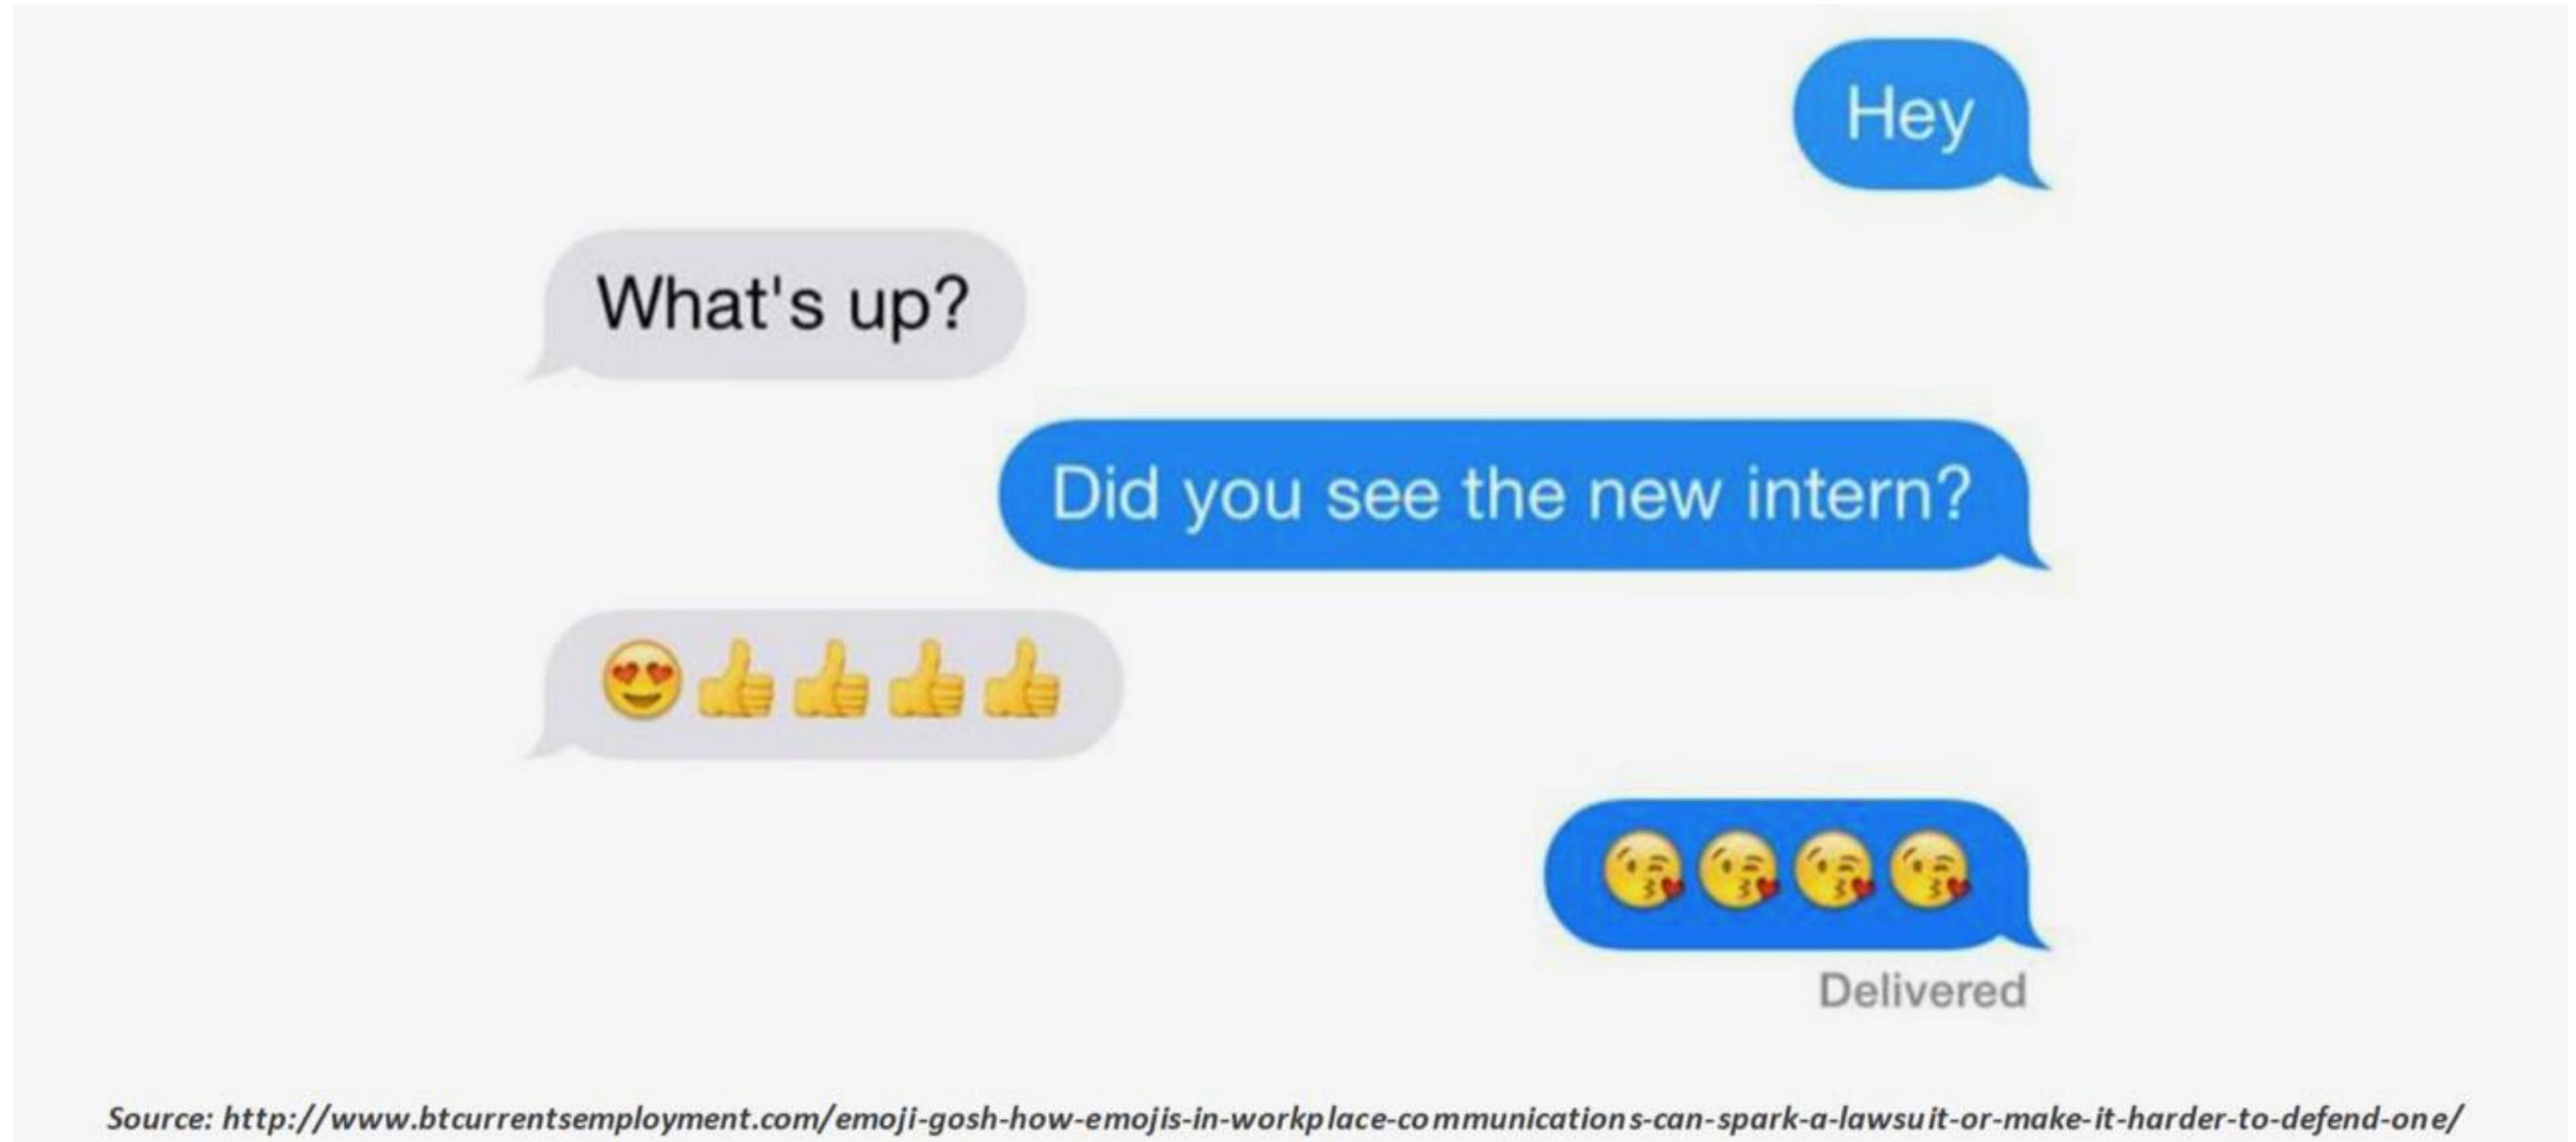 Hey
What's up?
Did you see the new intern?
😍👍👍👍👍
😘😘😘😘
Delivered
Source: http://www.btcurrentsemployment.com/emoji-gosh-how-emojis-in-workplace-communications-can-spark-a-lawsuit-or-make-it-harder-to-defend-one/